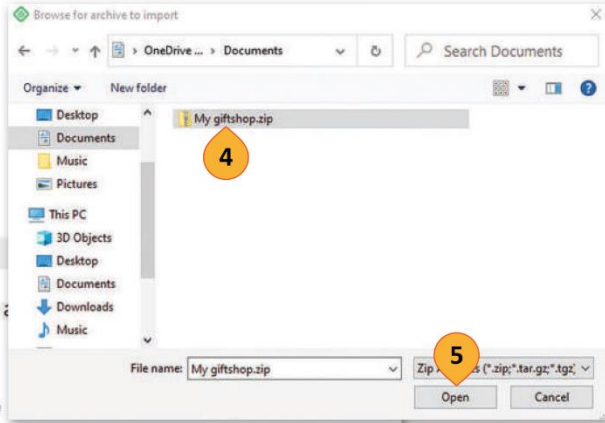 Browse for archive to import
OneDrive ... › Documents
Search Documents
Organize
New folder
Desktop
Documents
Music
Pictures
This PC
3D Objects
Desktop
Documents
Downloads
Music
My giftshop.zip
4
5
File name: My giftshop.zip
Zip s (*.zip;*.tar.gz;*.tgz)
Open
Cancel